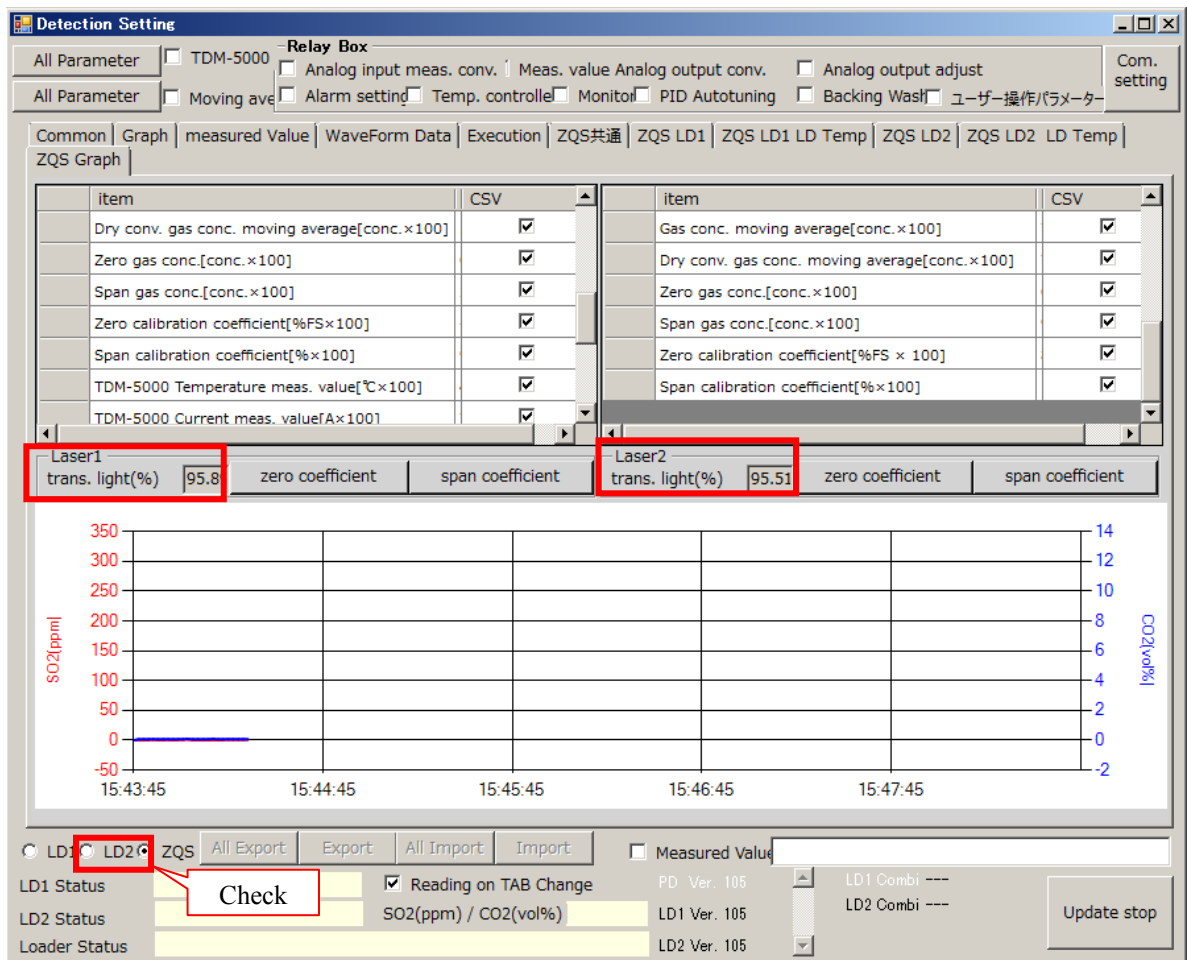 Detection Setting
All Parameter
TDM-5000
Relay Box
Analog input meas. conv.
Meas. value Analog output conv.
Analog output adjust
Com. setting
All Parameter
Moving ave
Alarm setting
Temp. controlle
Monitor
PID Autotuning
Backing Wash
ユーザー操作パラメーター
Common Graph measured Value WaveForm Data Execution ZQS共通 ZQS LD1 ZQS LD1 LD Temp ZQS LD2 ZQS LD2 LD Temp
ZQS Graph
item CSV
Dry conv. gas conc. moving average[conc.×100]
Zero gas conc.[conc.×100]
Span gas conc.[conc.×100]
Zero calibration coefficient[%FS×100]
Span calibration coefficient[%×100]
TDM-5000 Temperature meas. value[℃×100]
TDM-5000 Current meas. value[A×100]
item CSV
Gas conc. moving average[conc.×100]
Dry conv. gas conc. moving average[conc.×100]
Zero gas conc.[conc.×100]
Span gas conc.[conc.×100]
Zero calibration coefficient[%FS × 100]
Span calibration coefficient[%×100]
Laser1
trans. light(%) 95.8 zero coefficient span coefficient
Laser2
trans. light(%) 95.51 zero coefficient span coefficient
SO2(ppm)
350
300
250
200
150
100
50
0
-50
14
12
10
8
6
4
2
0
-2
CO2(vol%)
15:43:45 15:44:45 15:45:45 15:46:45 15:47:45
LD1 LD2 ZQS All Export Export All Import Import Measured Value
Check
LD1 Status
Reading on TAB Change
PD Ver. 105
LD1 Combi ---
LD2 Status
SO2(ppm) / CO2(vol%)
LD1 Ver. 105
LD2 Combi ---
Update stop
Loader Status
LD2 Ver. 105